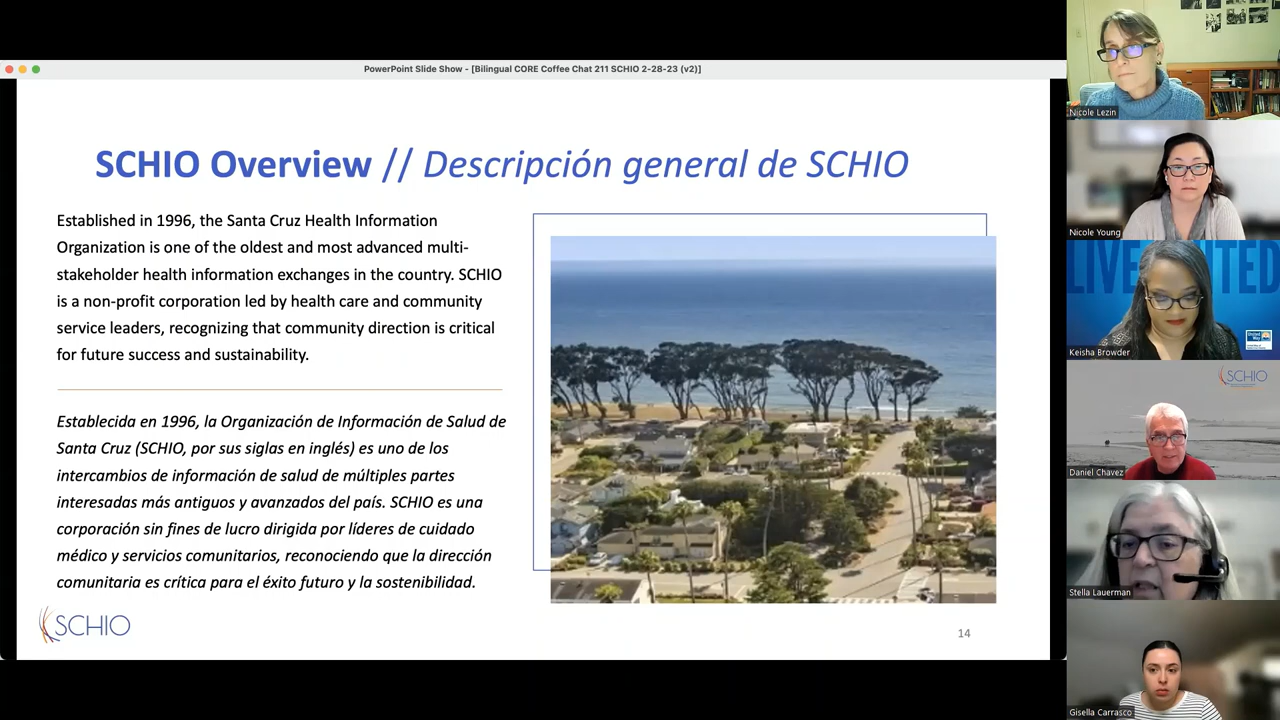 PowerPoint Slide Show - [Bilingual CORE Coffee Chat 211 SCHIO 2-28-23 (v2)]
SCHIO Overview // Descripción general de SCHIO
Established in 1996, the Santa Cruz Health Information
Organization is one of the oldest and most advanced multi-
stakeholder health information exchanges in the country. SCHIO
is a non-profit corporation led by health care and community
service leaders, recognizing that community direction is critical
for future success and sustainability.
Establecida en 1996, la Organización de Información de Salud de
Santa Cruz (SCHIO, por sus siglas en inglés) es uno de los
intercambios de información de salud de múltiples partes
interesadas más antiguos y avanzados del país. SCHIO es una
corporación sin fines de lucro dirigida por líderes de cuidado
médico y servicios comunitarios, reconociendo que la dirección
comunitaria es crítica para el éxito futuro y la sostenibilidad.
SCHIO
14
Nicole Lezin
Nicole Young
LIVE UNITED
United
Way
Keisha Browder
SCHIO
Daniel Chavez
Stella Lauerman
Gisella Carrasco